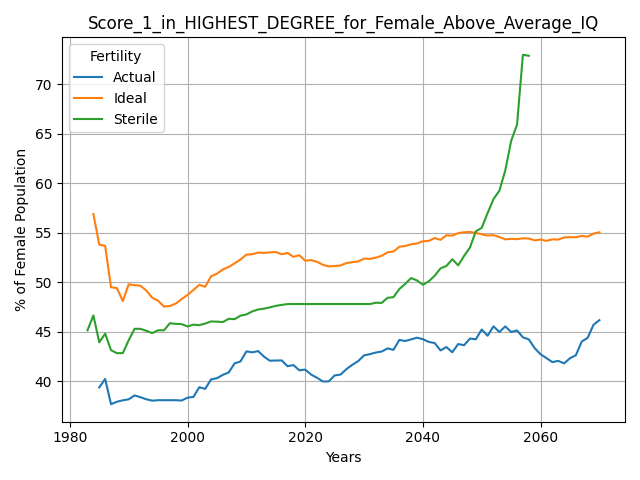 Score_1_in_HIGHEST_DEGREE_for_Female_Above_Average_IQ
Fertility
Actual
Ideal
Sterile
% of Female Population
70
65
60
55
50
45
40
1980
2000
2020
2040
2060
Years